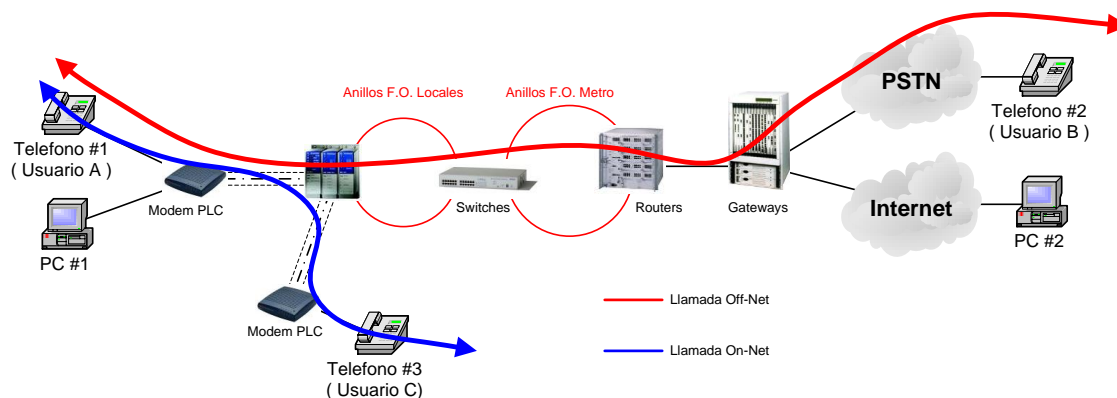 Anillos F.O. Locales
Anillos F.O. Metro
PSTN
Telefono #1
( Usuario A )
Telefono #2
( Usuario B )
Modem PLC
Switches
Routers
Gateways
Internet
PC #1
PC #2
Modem PLC
Llamada Off-Net
Llamada On-Net
Telefono #3
( Usuario C)